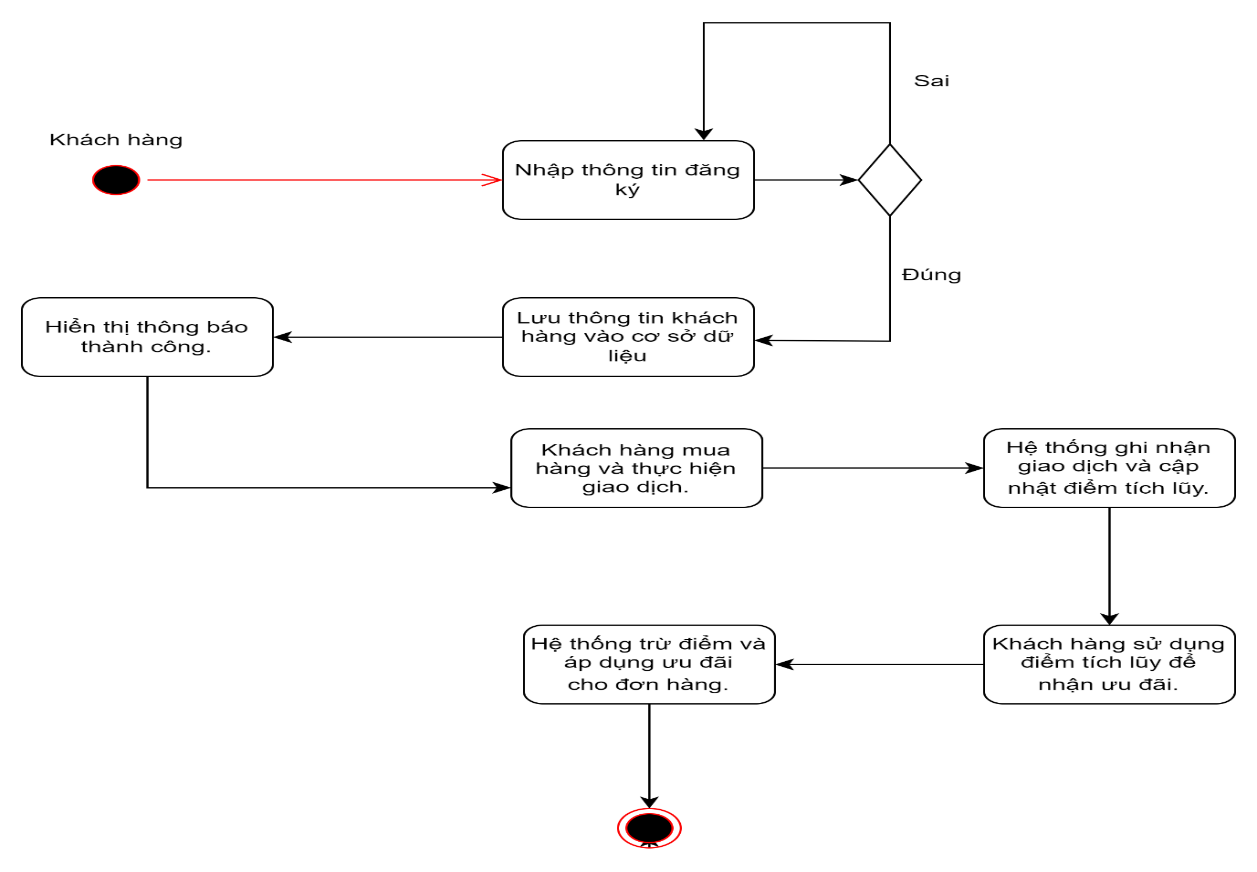 Sai
Khách hàng
Nhập thông tin đăng
ký
Đúng
Lưu thông tin khách
hàng vào cơ sở dữ
liệu
Hiển thị thông báo
thành công.
Khách hàng mua
hàng và thực hiện
giao dịch.
Hệ thống ghi nhận
giao dịch và cập
nhật điểm tích lũy.
Khách hàng sử dụng
điểm tích lũy để
nhận ưu đãi.
Hệ thống trừ điểm và
áp dụng ưu đãi
cho đơn hàng.